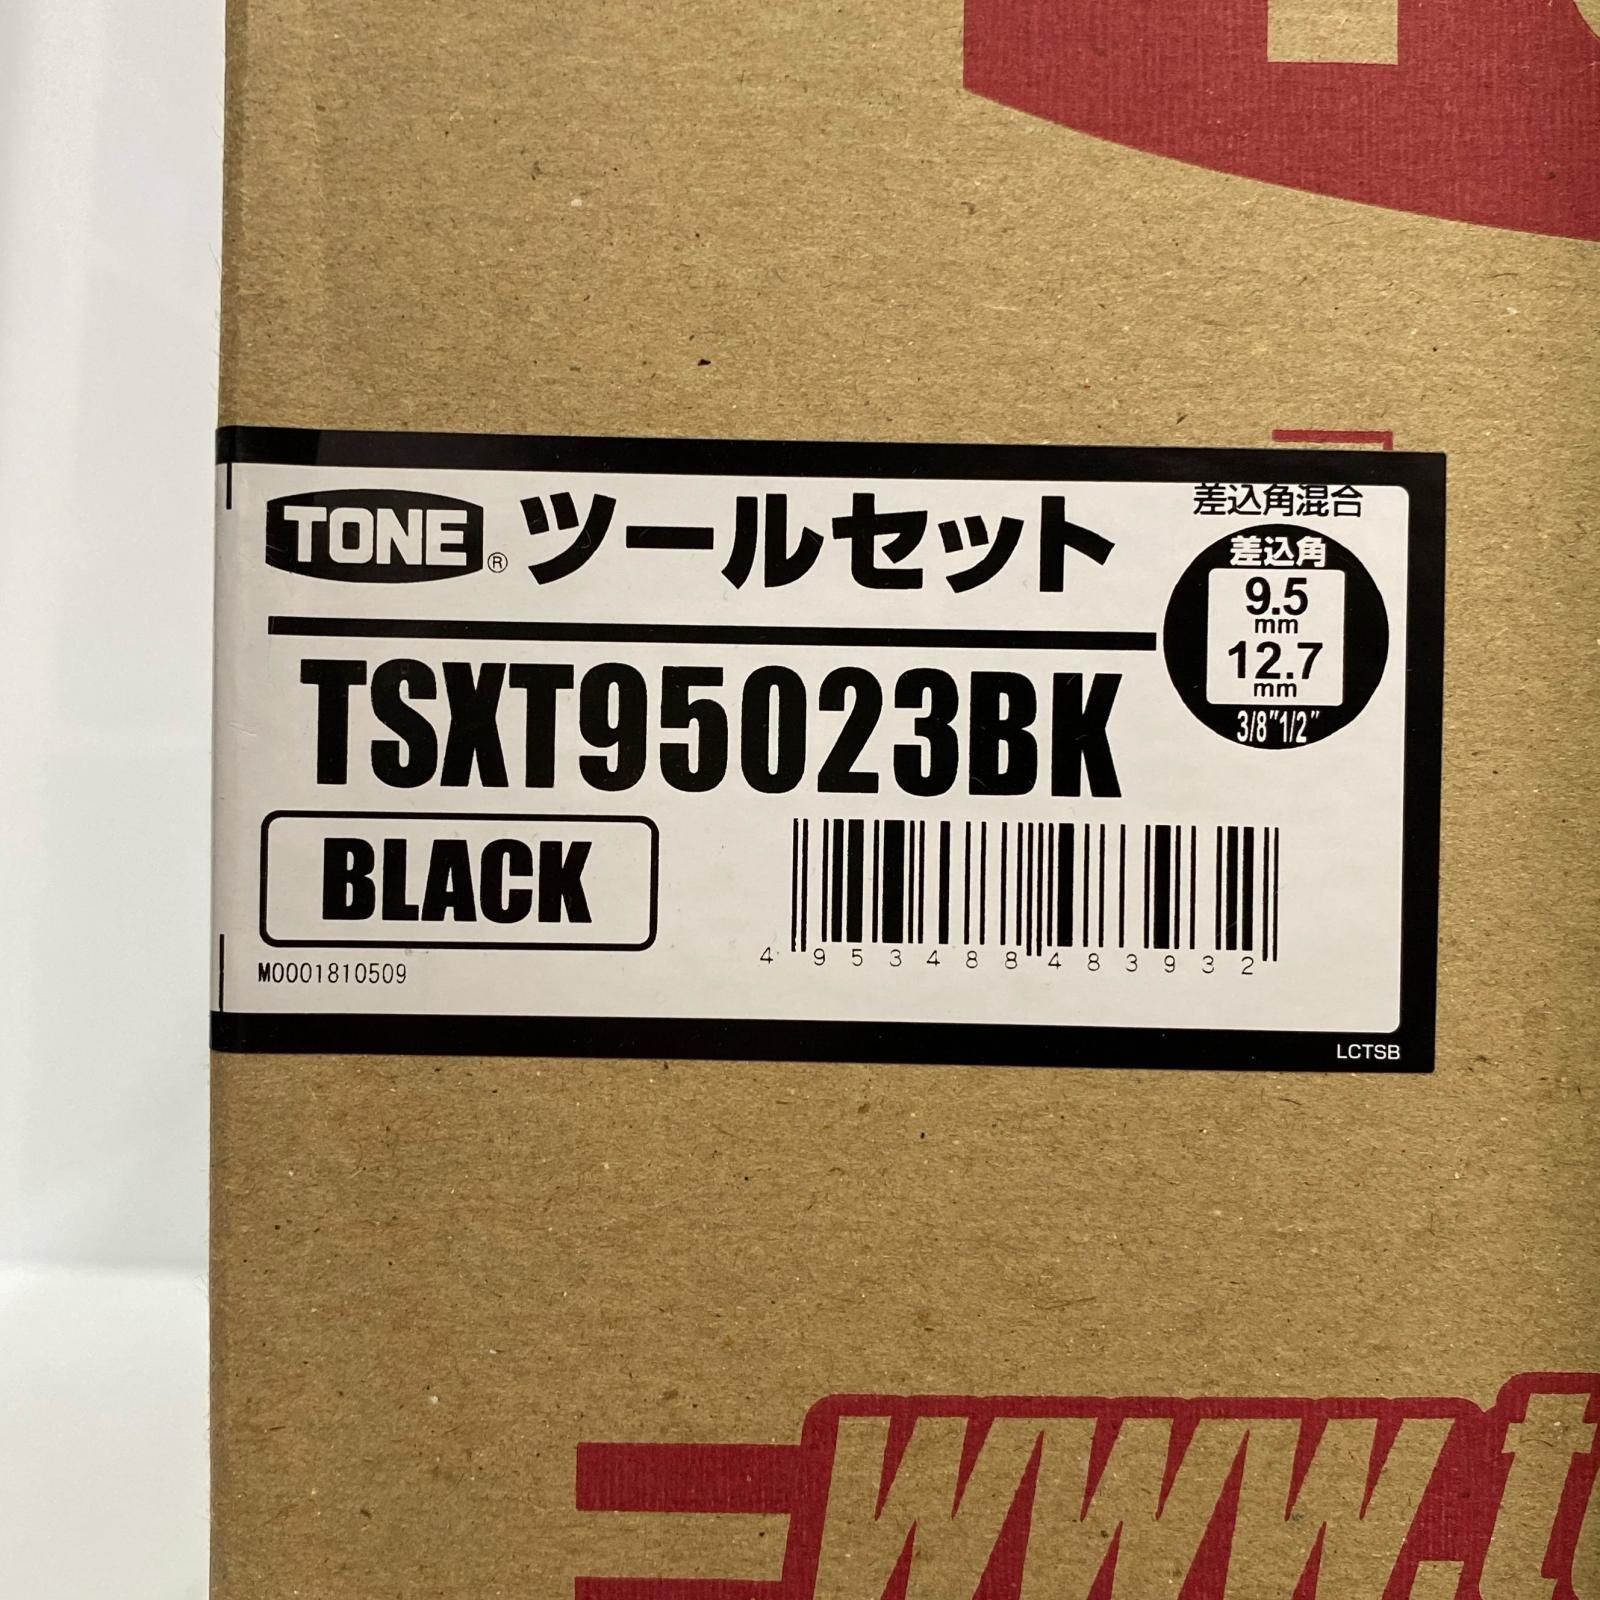 TONE® ツールセット
差込角混合
差込角
9.5
mm
12.7
mm
3/8"1/2"
TSXT95023BK
BLACK
4 953488 483932
M0001810509
LCTSB
www.t